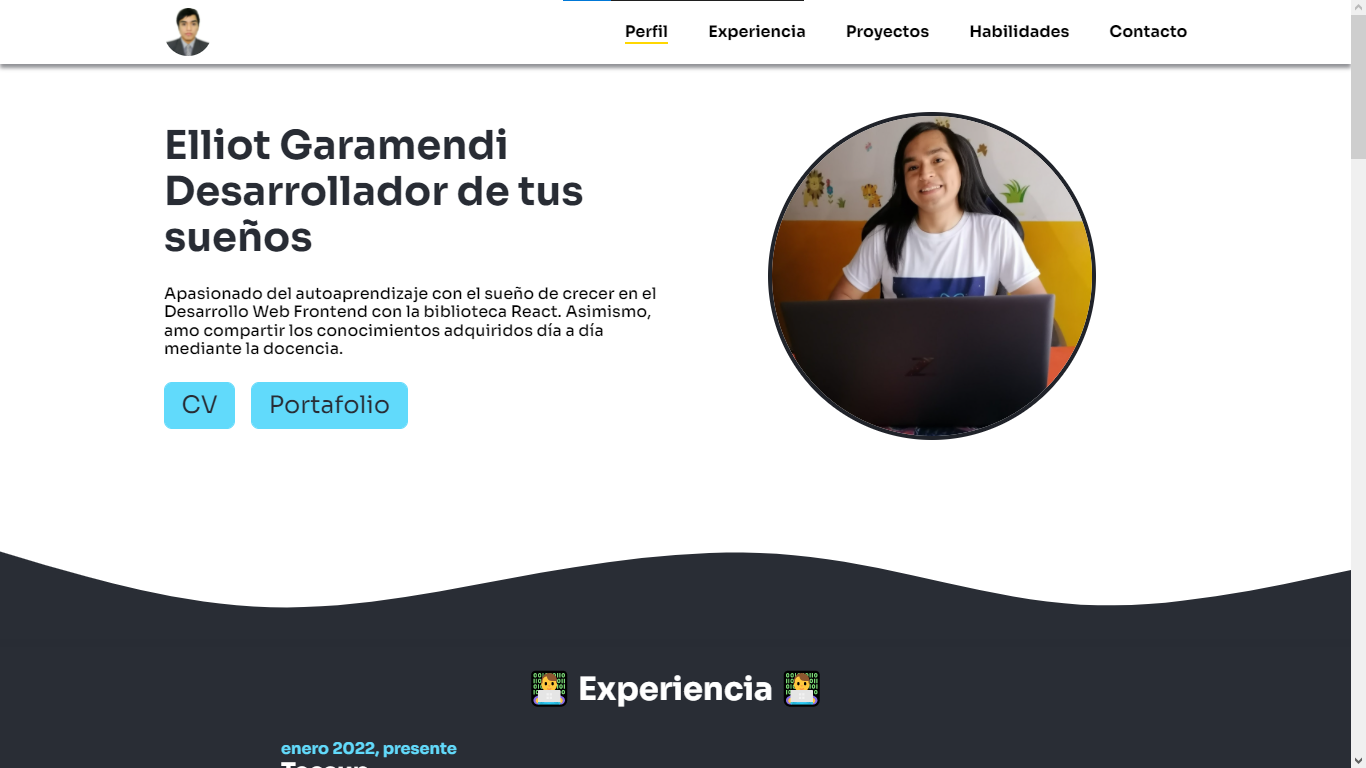 Perfil Experiencia Proyectos Habilidades Contacto
Elliot Garamendi
Desarrollador de tus
sueños
Apasionado del autoaprendizaje con el sueño de crecer en el
Desarrollo Web Frontend con la biblioteca React. Asimismo,
amo compartir los conocimientos adquiridos día a día
mediante la docencia.
CV Portafolio
Experiencia
enero 2022, presente